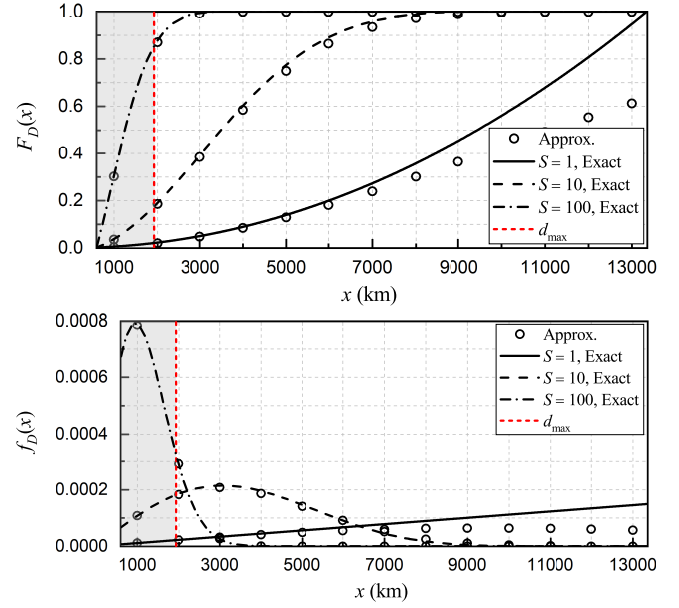 1.0
0.8
0.6
0.4
0.2
0.0
F_D(x)
Approx.
S = 1, Exact
S = 10, Exact
S = 100, Exact
d_max
1000 3000 5000 7000 9000 11000 13000
x (km)
0.0008
0.0006
0.0004
0.0002
0.0000
f_D(x)
Approx.
S = 1, Exact
S = 10, Exact
S = 100, Exact
d_max
1000 3000 5000 7000 9000 11000 13000
x (km)